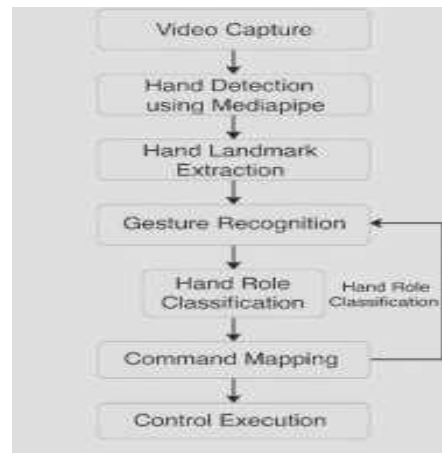 Video Capture
Hand Detection
using Mediapipe
Hand Landmark
Extraction
Gesture Recognition
Hand Role
Classification
Hand Role
Classification
Command Mapping
Control Execution